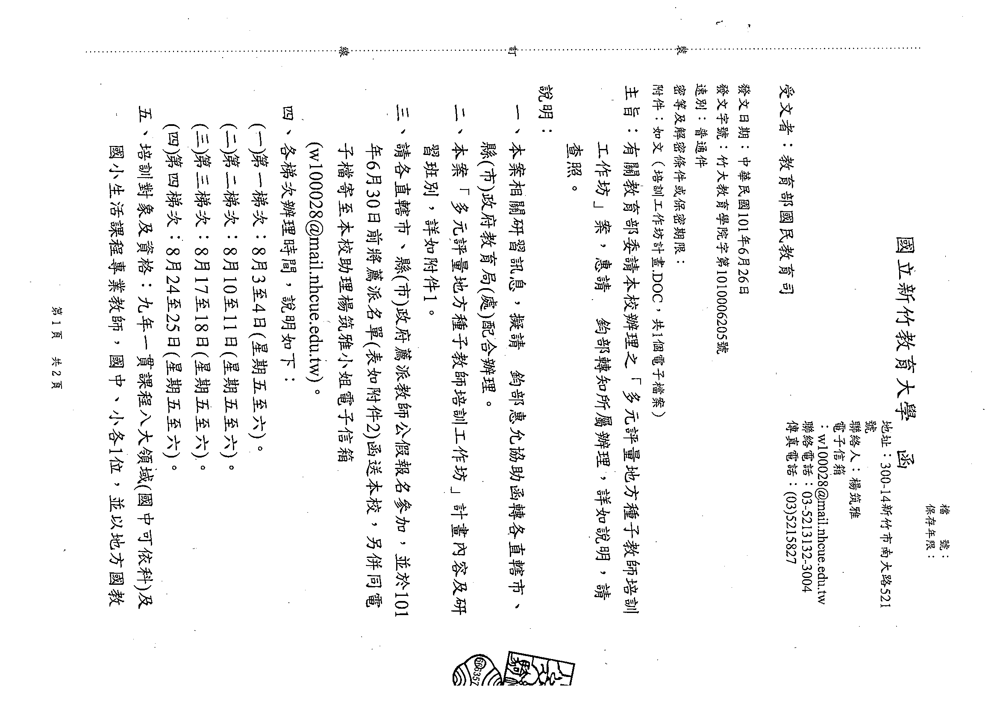 檔　　號：
保存年限：
國立新竹教育大學　函
地址：300-14新竹市南大路521
號
聯絡人：楊筑雅
電子信箱
：w100028@mail.nhcue.edu.tw
聯絡電話：03-5213132-3004
傳真電話：(03)5215827
受文者：教育部國民教育司
發文日期：中華民國101年6月26日
發文字號：竹大教育學院字第1010006205號
速別：普通件
密等及解密條件或保密期限：
附件：如文（培訓工作坊計畫.DOC，共1個電子檔案）
主旨：有關教育部委請本校辦理之「多元評量地方種子教師培訓
工作坊」案，惠請　鈞部轉知所屬辦理，詳如說明，請
查照。
說明：
一、本案相關研習訊息，擬請　鈞部惠允協助函轉各直轄市、
縣(市)政府教育局(處)配合辦理。
二、本案「多元評量地方種子教師培訓工作坊」計畫內容及研
習班別，詳如附件1。
三、請各直轄市、縣(市)政府薦派教師公假報名參加，並於101
年6月30日前將薦派名單(表如附件2)函送本校，另併同電
子檔寄至本校助理楊筑雅小姐電子信箱
(w100028@mail.nhcue.edu.tw)。
四、各梯次辦理時間，說明如下：
(一)第一梯次：8月3至4日(星期五至六)。
(二)第二梯次：8月10至11日(星期五至六)。
(三)第三梯次：8月17至18日(星期五至六)。
(四)第四梯次：8月24至25日(星期五至六)。
五、培訓對象及資格：九年一貫課程八大領域(國中可依科)及
國小生活課程專業教師，國中、小各1位，並以地方國教
裝
訂
線
第1頁　共2頁